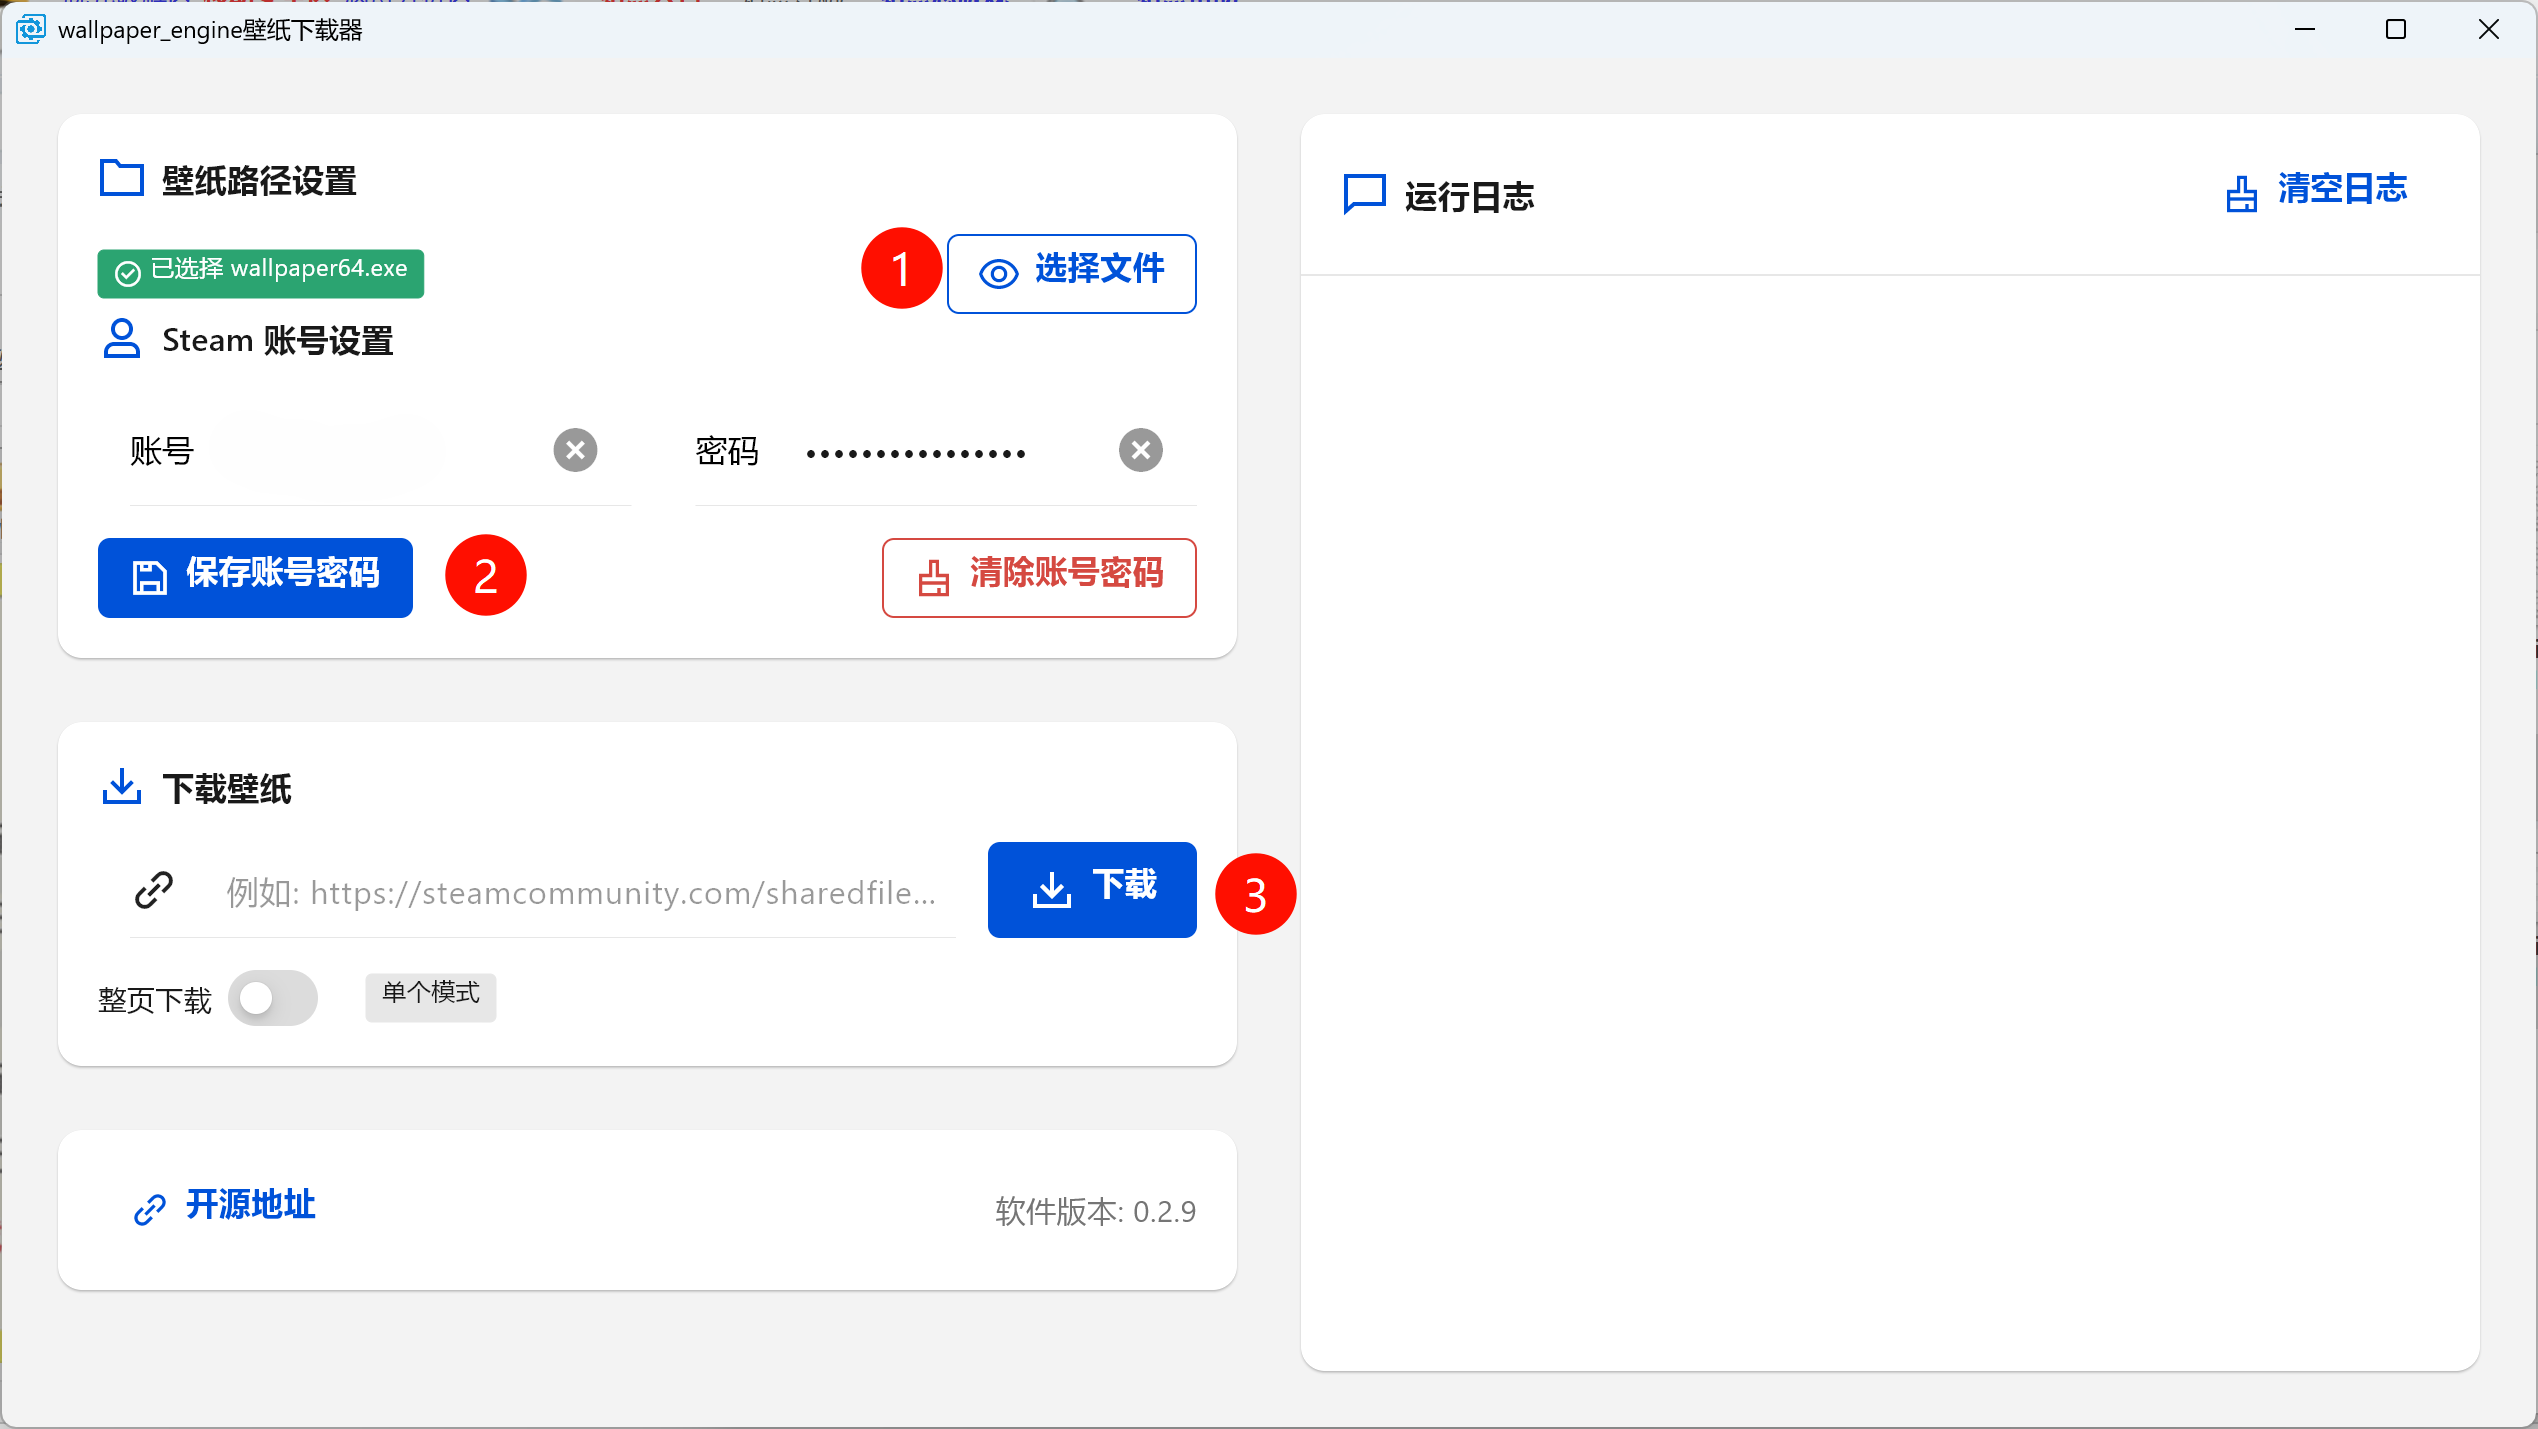 wallpaper_engine壁纸下载器
壁纸路径设置
已选择 wallpaper64.exe
1
选择文件
Steam 账号设置
账号
密码 ••••••••••••••••
保存账号密码
2
清除账号密码
下载壁纸
例如: https://steamcommunity.com/sharedfile...
下载
3
整页下载
单个模式
开源地址
软件版本: 0.2.9
运行日志
清空日志